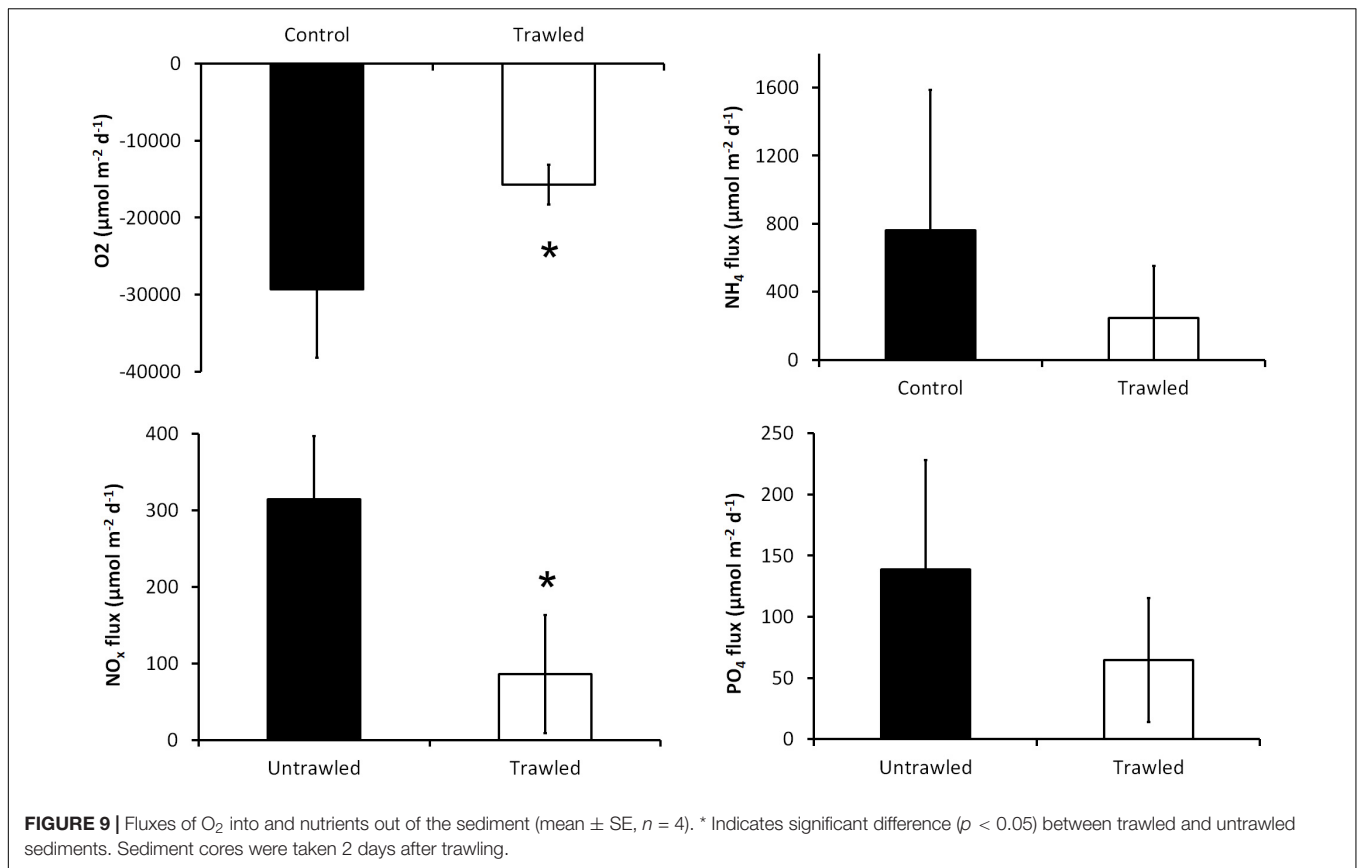 Control Trawled
0
-10000
-20000
-30000
-40000
O2 (µmol m⁻² d⁻¹)
*
1600
1200
800
400
0
NH₄ flux (µmol m⁻² d⁻¹)
Control Trawled
400
300
200
100
0
NOₓ flux (µmol m⁻² d⁻¹)
*
Untrawled Trawled
250
200
150
100
50
0
PO₄ flux (µmol m⁻² d⁻¹)
Untrawled Trawled
FIGURE 9 | Fluxes of O₂ into and nutrients out of the sediment (mean ± SE, n = 4). * Indicates significant difference (p < 0.05) between trawled and untrawled
sediments. Sediment cores were taken 2 days after trawling.